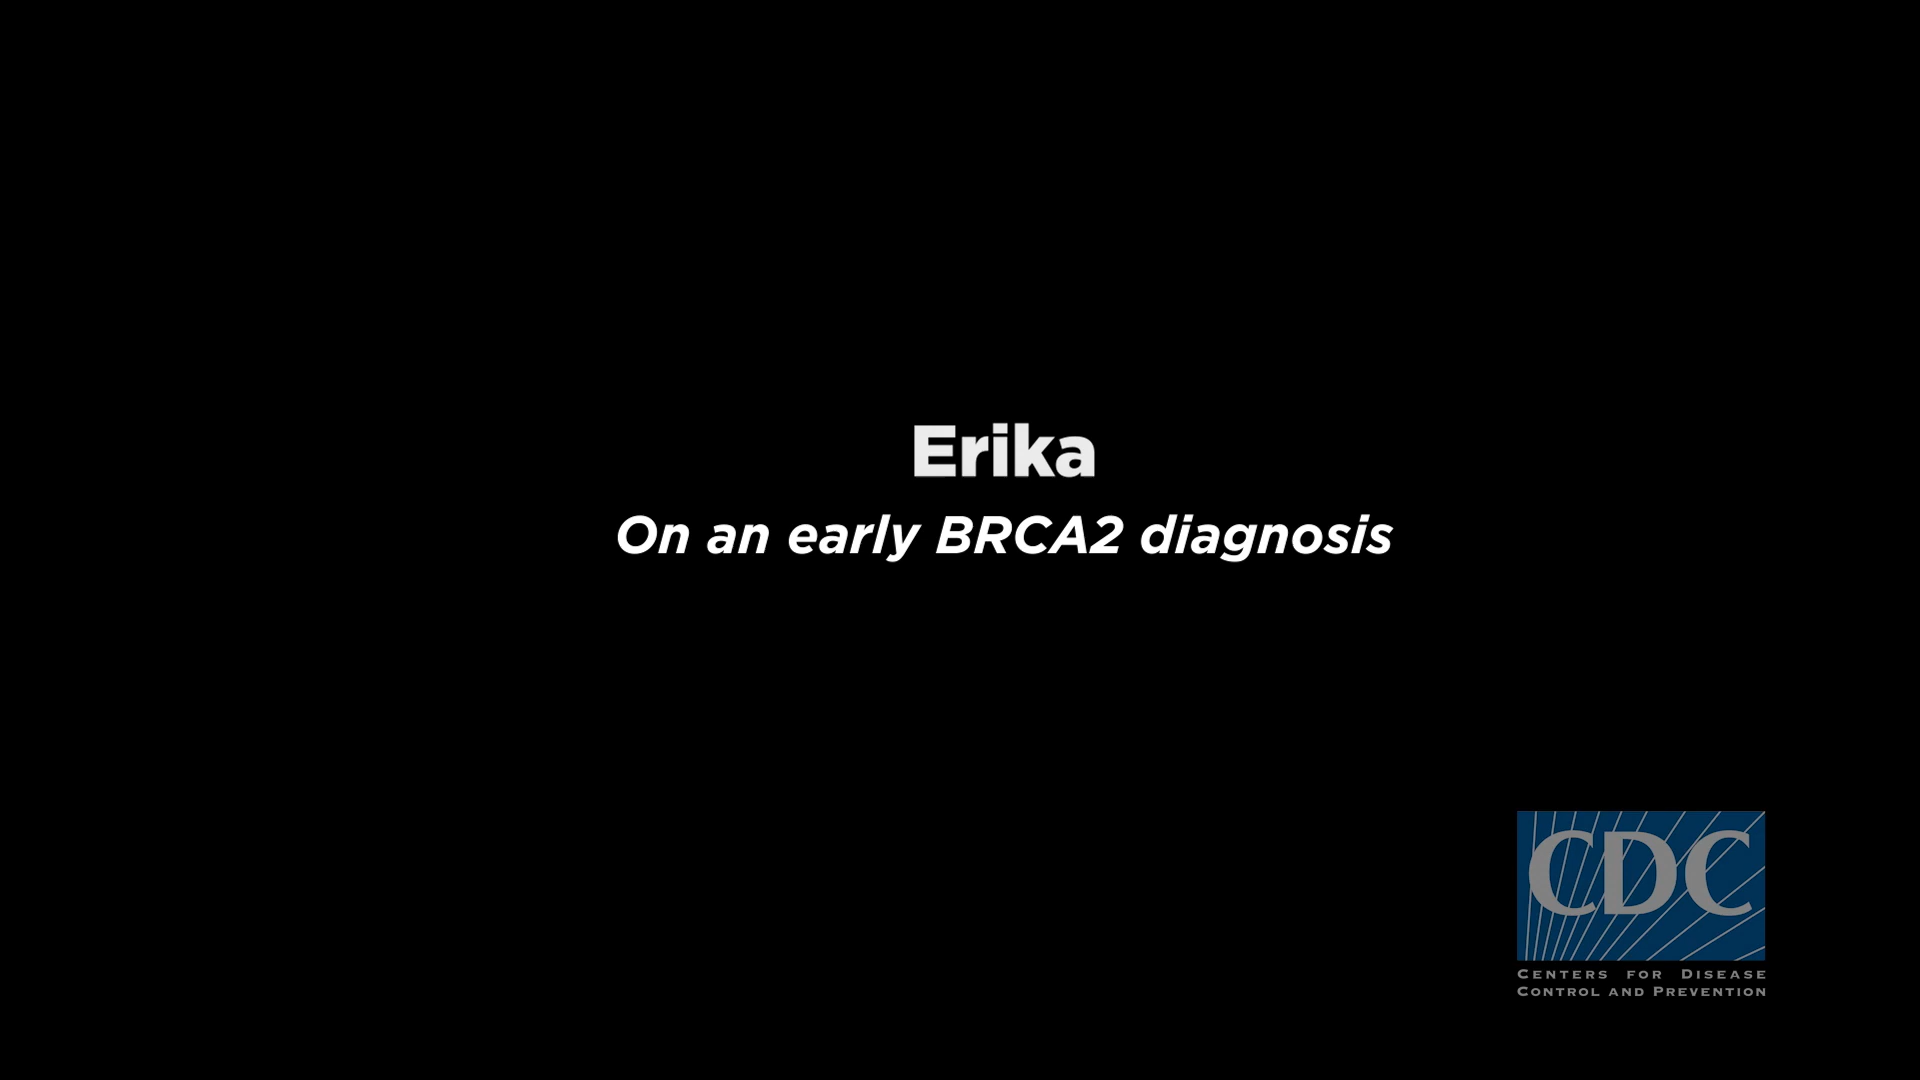 Erika
On an early BRCA2 diagnosis
CDC
CENTERS FOR DISEASE
CONTROL AND PREVENTION